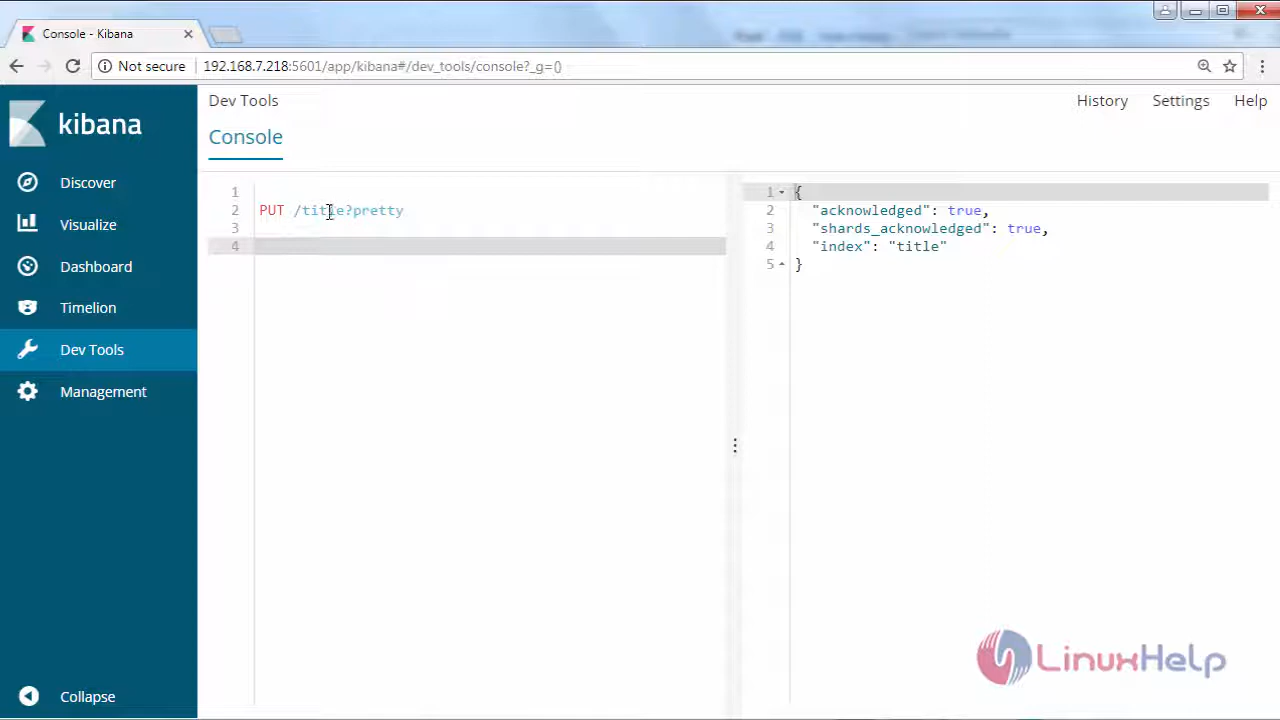 Console - Kibana
Not secure 192.168.7.218:5601/app/kibana#/dev_tools/console?_g=()
kibana
Discover
Visualize
Dashboard
Timelion
Dev Tools
Management
Collapse
Dev Tools
History Settings Help
Console
1
2 PUT /title?pretty
3
4
1 {
2 "acknowledged": true,
3 "shards_acknowledged": true,
4 "index": "title"
5 }
LinuxHelp